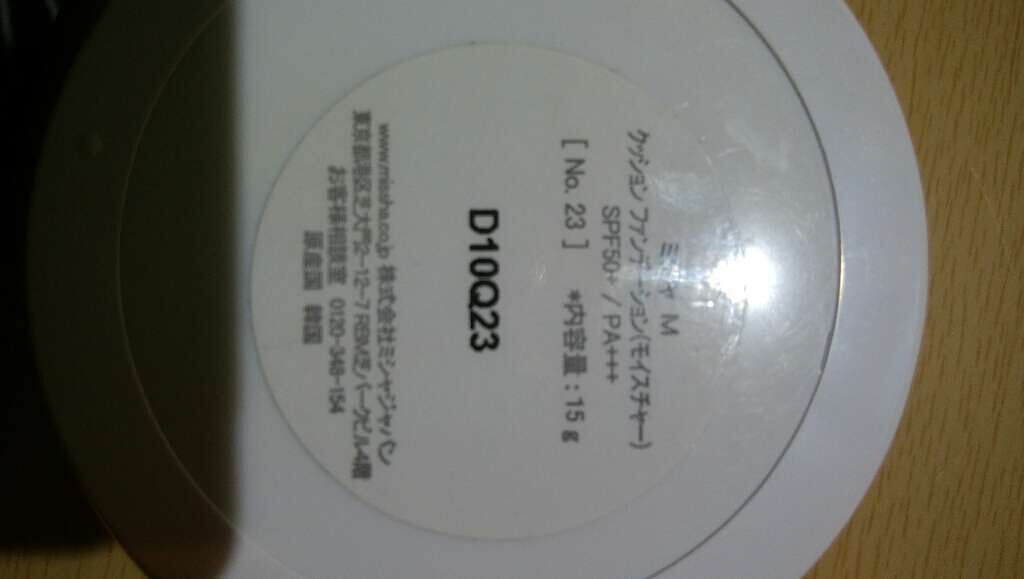 ミシャ M
クッション ファンデーション(モイスチャー)
SPF50+ / PA+++
[ No. 23 ] *内容量 : 15 g
D10Q23
www.missha.co.jp 株式会社ミシャジャパン
東京都港区芝大門2-12-7 RBM芝パークビル4階
お客様相談室 0120-348-154
原産国 韓国